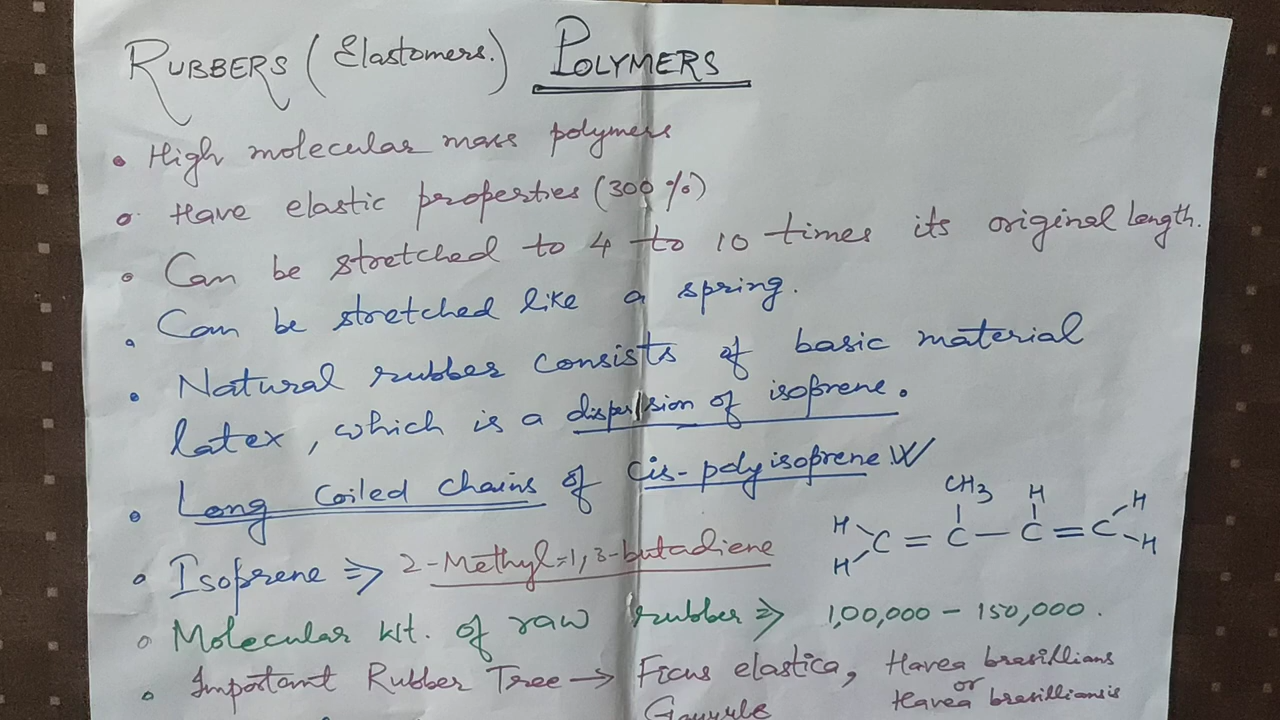 RUBBERS (Elastomers.) POLYMERS
• High molecular mass polymers
• Have elastic properties (300%)
• Can be stretched to 4 to 10 times its original length.
• Can be stretched like a spring.
• Natural rubber consists of basic material
latex, which is a dispersion of isoprene.
• Long coiled chains of cis-polyisoprene.
• Isoprene ⇒ 2-Methyl-1,3-butadiene
CH3 H H
H C = C — C = C H
H
• Molecular Wt. of raw rubber ⇒ 1,00,000 - 150,000.
• Important Rubber Tree → Ficus elastica, Havea brasillians
or
Havea brasilliansis